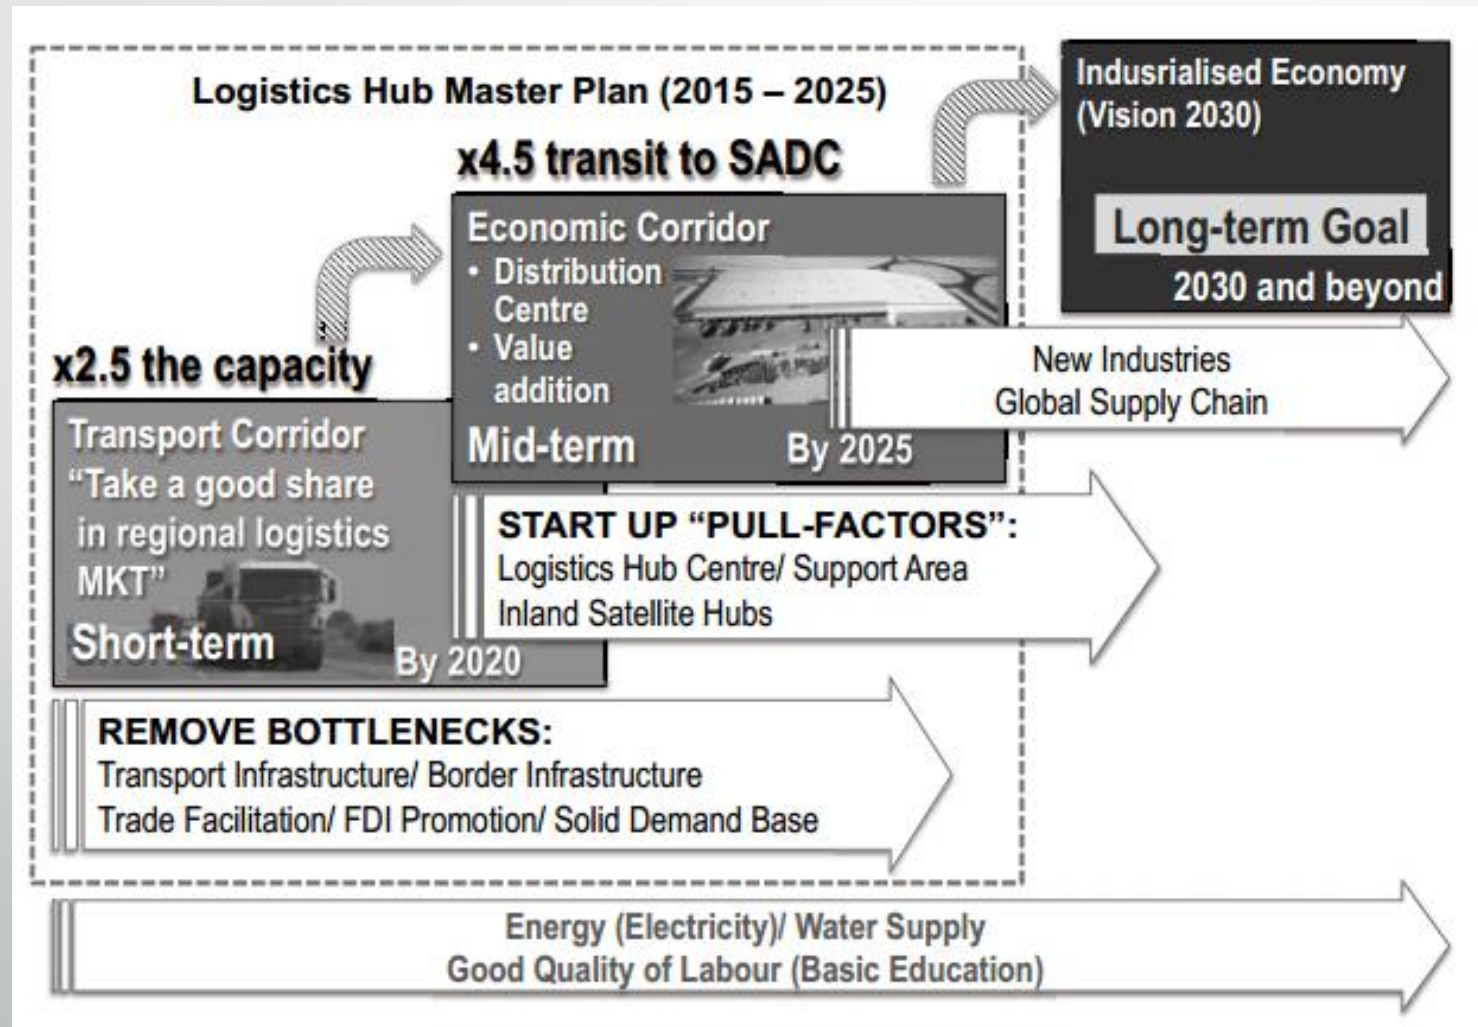 Logistics Hub Master Plan (2015 – 2025)
Indusrialised Economy
(Vision 2030)
Long-term Goal
2030 and beyond
x4.5 transit to SADC
Economic Corridor
• Distribution
Centre
• Value
addition
Mid-term By 2025
New Industries
Global Supply Chain
x2.5 the capacity
Transport Corridor
“Take a good share
in regional logistics
MKT”
Short-term By 2020
START UP “PULL-FACTORS”:
Logistics Hub Centre/ Support Area
Inland Satellite Hubs
REMOVE BOTTLENECKS:
Transport Infrastructure/ Border Infrastructure
Trade Facilitation/ FDI Promotion/ Solid Demand Base
Energy (Electricity)/ Water Supply
Good Quality of Labour (Basic Education)